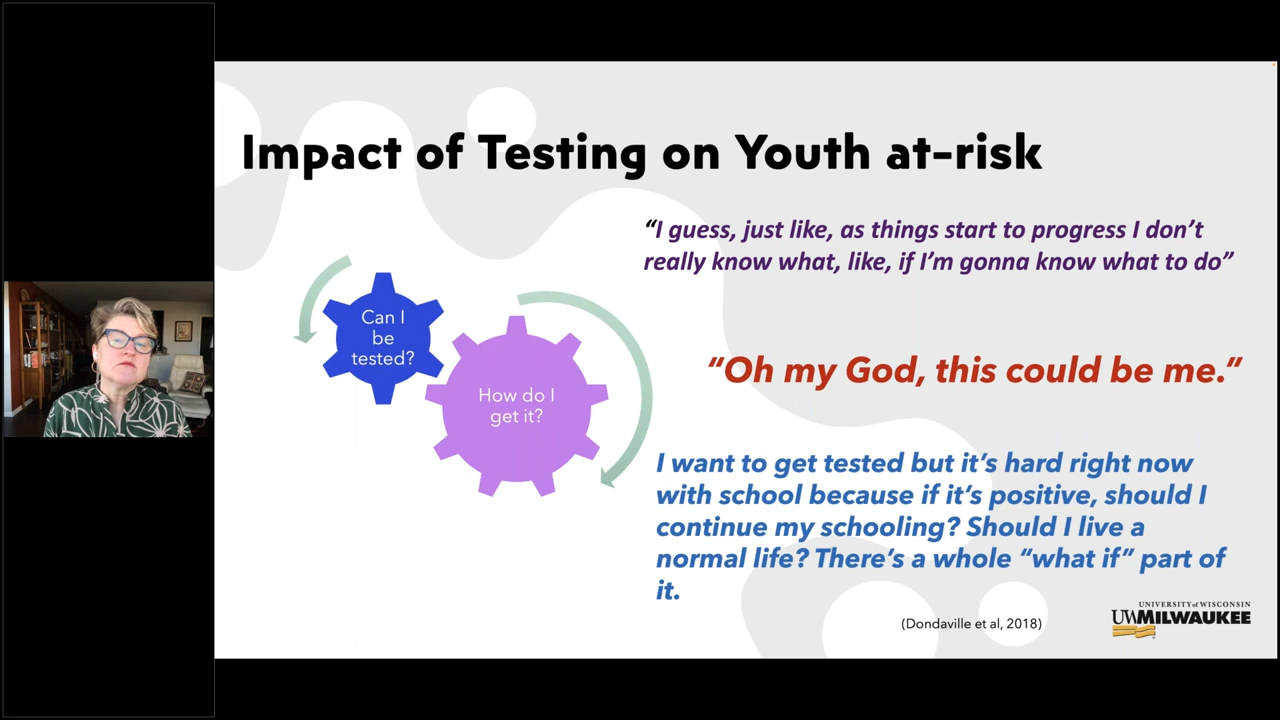 Impact of Testing on Youth at-risk
“I guess, just like, as things start to progress I don’t
really know what, like, if I’m gonna know what to do”
Can I
be
tested?
How do I
get it?
“Oh my God, this could be me.”
I want to get tested but it’s hard right now
with school because if it’s positive, should I
continue my schooling? Should I live a
normal life? There’s a whole “what if” part of
it.
(Dondaville et al, 2018)
UNIVERSITY of WISCONSIN
UWMILWAUKEE